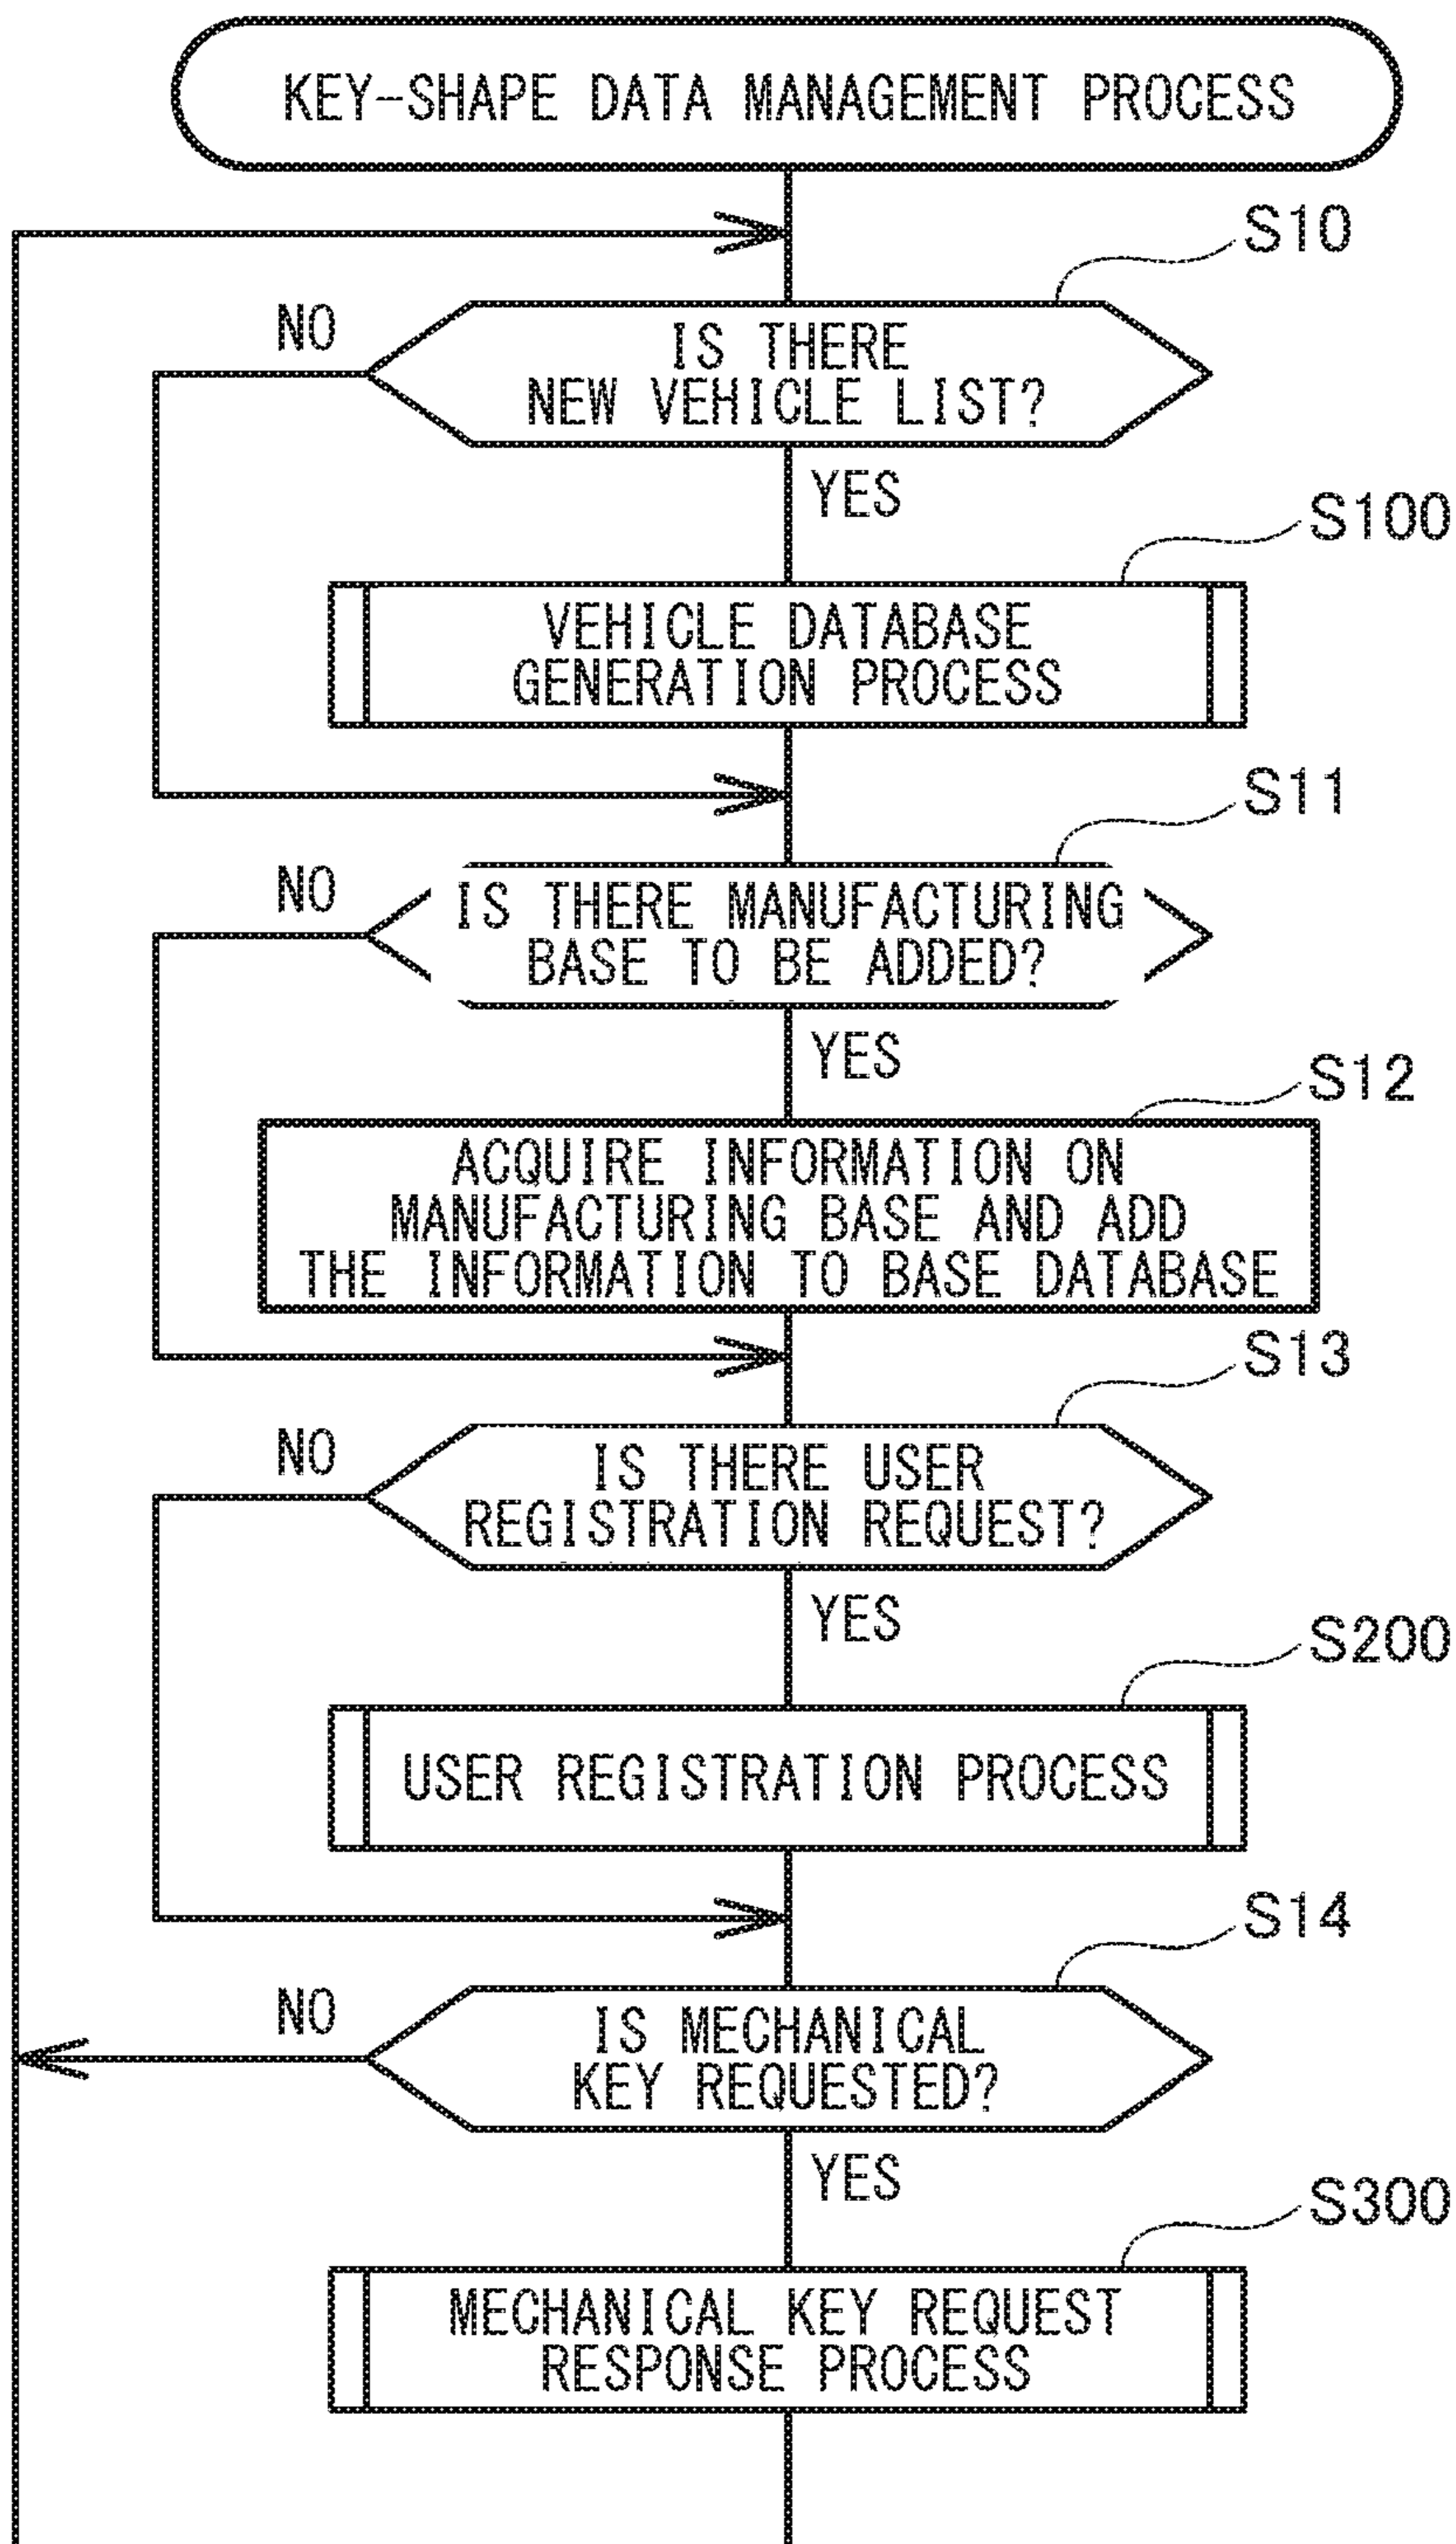 KEY-SHAPE DATA MANAGEMENT PROCESS
S10
NO
IS THERE
NEW VEHICLE LIST?
YES
S100
VEHICLE DATABASE
GENERATION PROCESS
S11
NO
IS THERE MANUFACTURING
BASE TO BE ADDED?
YES
S12
ACQUIRE INFORMATION ON
MANUFACTURING BASE AND ADD
THE INFORMATION TO BASE DATABASE
S13
NO
IS THERE USER
REGISTRATION REQUEST?
YES
S200
USER REGISTRATION PROCESS
S14
NO
IS MECHANICAL
KEY REQUESTED?
YES
S300
MECHANICAL KEY REQUEST
RESPONSE PROCESS